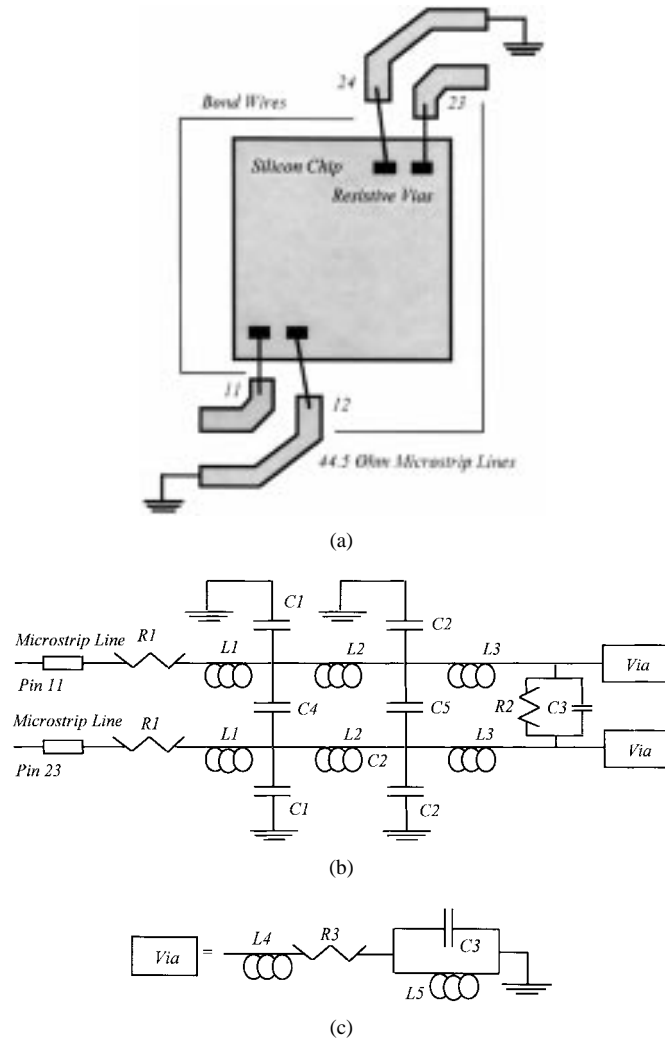 24
23
Bond Wires
Silicon Chip
Resistive Vias
11
12
44.5 Ohm Microstrip Lines
(a)
C1
C2
Microstrip Line
R1
L1
L2
L3
Via
Pin 11
C4
C5
R2
C3
Microstrip Line
R1
L1
L2
L3
Via
Pin 23
C2
C1
C2
(b)
Via
=
L4
R3
C3
L5
(c)